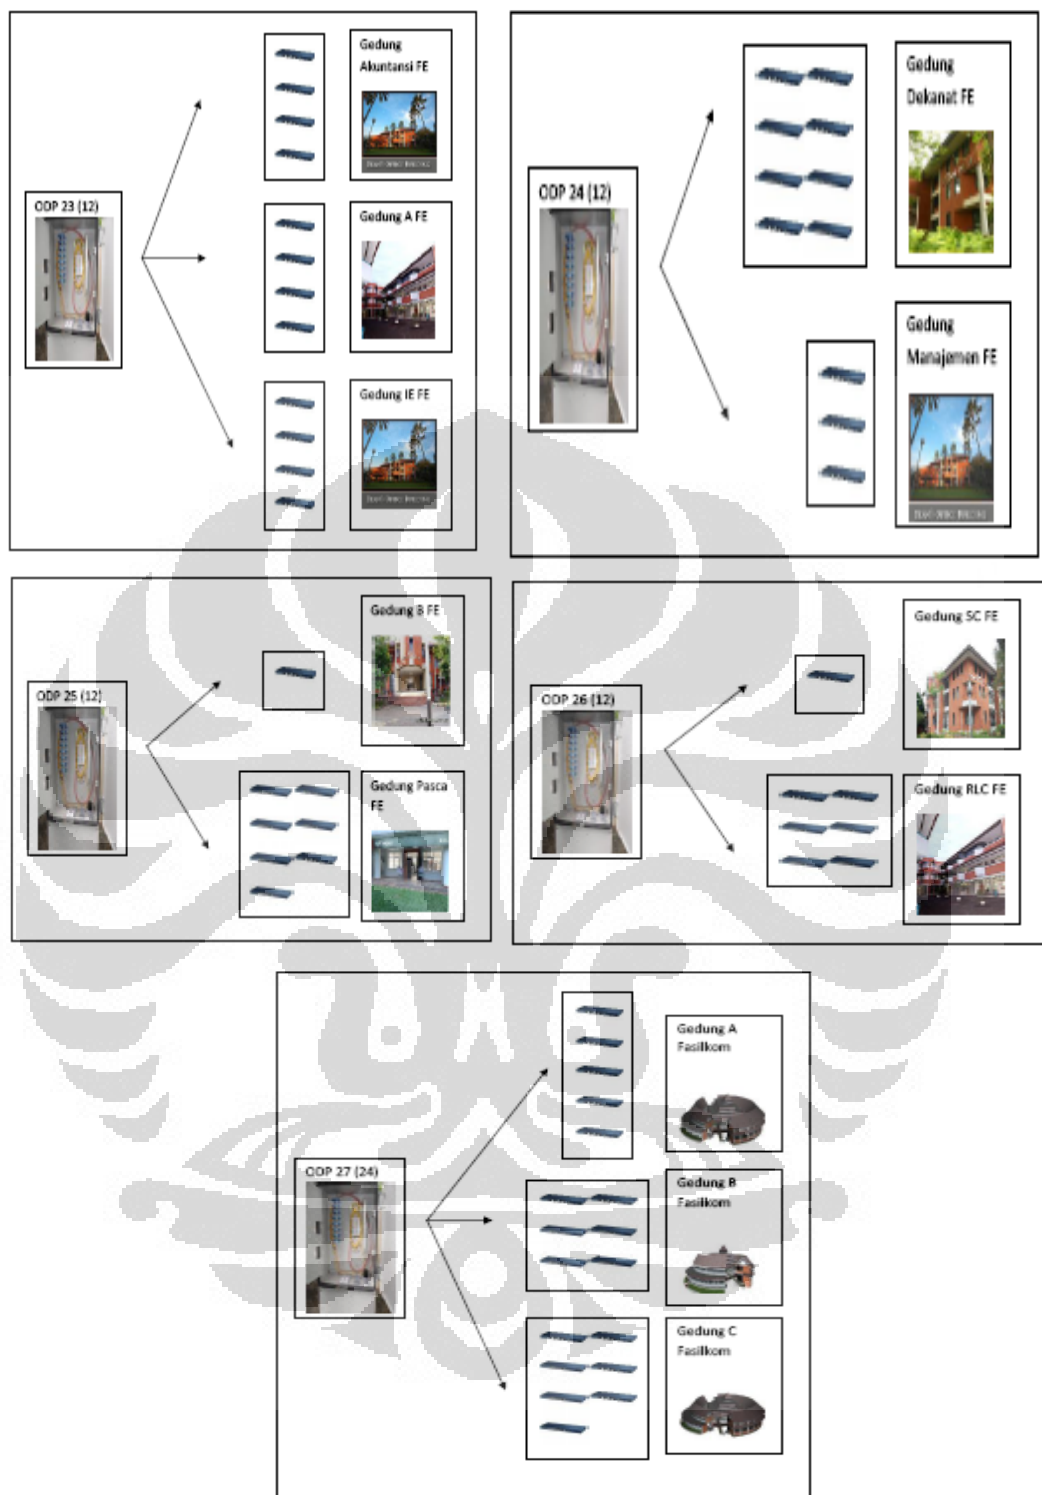 ODP 23 (12)
Gedung
Akuntansi FE
Gedung A FE
Gedung IE FE
ODP 24 (12)
Gedung
Dekanat FE
Gedung
Manajemen FE
ODP 25 (12)
Gedung B FE
Gedung Pasca
FE
ODP 26 (12)
Gedung SC FE
Gedung RLC FE
ODP 27 (24)
Gedung A
Fasilkom
Gedung B
Fasilkom
Gedung C
Fasilkom